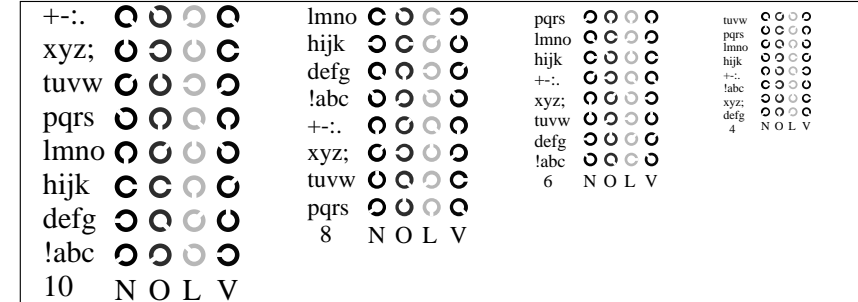 +-:.
xyz;
tuvw
pqrs
lmno
hijk
defg
!abc
10 N O L V
lmno
hijk
defg
!abc
+-:.
xyz;
tuvw
pqrs
8 N O L V
pqrs
lmno
hijk
+-:.
xyz;
tuvw
defg
!abc
6 N O L V
tuvw
pqrs
lmno
hijk
+-:.
!abc
xyz;
defg
4 N O L V